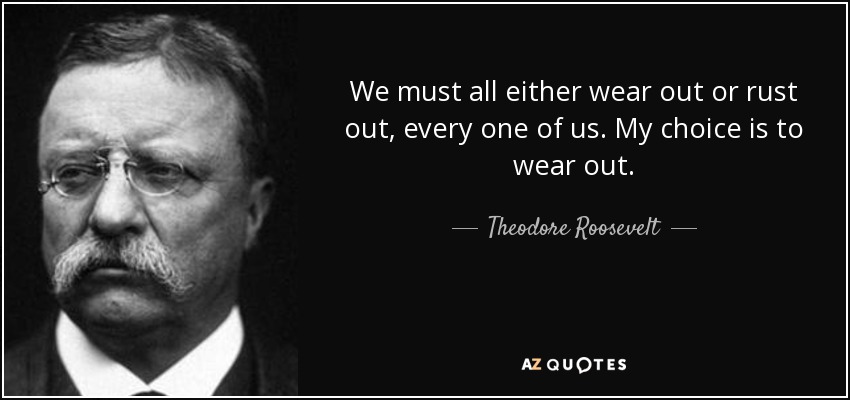 We must all either wear out or rust
out, every one of us. My choice is to
wear out.
Theodore Roosevelt
AZ QUOTES